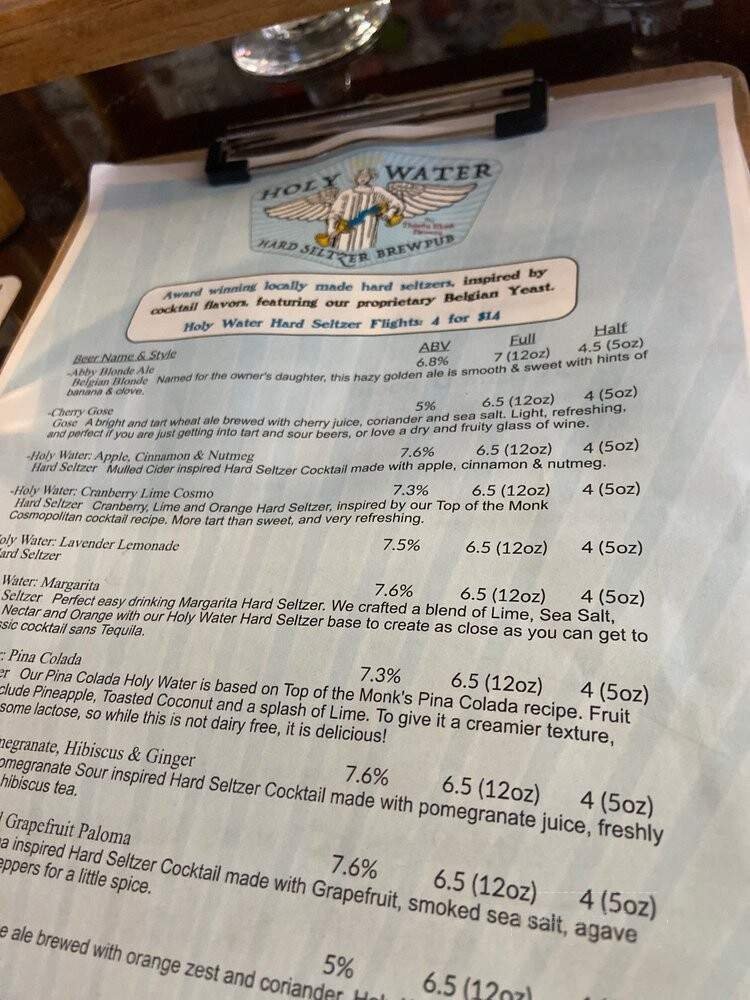 HOLY WATER
HARD SELTZER BREWPUB
Award winning locally made hard seltzers, inspired by
cocktail flavors, featuring our proprietary Belgian Yeast.
Holy Water Hard Seltzer Flights: 4 for $14
Beer Name & Style ABV Full Half
-Abby Blonde Ale 6.8% 7 (12oz) 4.5 (5oz)
Belgian Blonde Named for the owner's daughter, this hazy golden ale is smooth & sweet with hints of
banana & clove.
-Cherry Gose 5% 6.5 (12oz) 4 (5oz)
Gose A bright and tart wheat ale brewed with cherry juice, coriander and sea salt. Light, refreshing,
and perfect if you are just getting into tart and sour beers, or love a dry and fruity glass of wine.
-Holy Water: Apple, Cinnamon & Nutmeg 7.6% 6.5 (12oz) 4 (5oz)
Hard Seltzer Mulled Cider inspired Hard Seltzer Cocktail made with apple, cinnamon & nutmeg.
-Holy Water: Cranberry Lime Cosmo 7.3% 6.5 (12oz) 4 (5oz)
Hard Seltzer Cranberry, Lime and Orange Hard Seltzer, inspired by our Top of the Monk
Cosmopolitan cocktail recipe. More tart than sweet, and very refreshing.
oly Water: Lavender Lemonade 7.5% 6.5 (12oz) 4 (5oz)
ard Seltzer
Water: Margarita 7.6% 6.5 (12oz) 4 (5oz)
Seltzer Perfect easy drinking Margarita Hard Seltzer. We crafted a blend of Lime, Sea Salt,
Nectar and Orange with our Holy Water Hard Seltzer base to create as close as you can get to
ssic cocktail sans Tequila.
: Pina Colada 7.3% 6.5 (12oz) 4 (5oz)
er Our Pina Colada Holy Water is based on Top of the Monk's Pina Colada recipe. Fruit
clude Pineapple, Toasted Coconut and a splash of Lime. To give it a creamier texture,
some lactose, so while this is not dairy free, it is delicious!
negranate, Hibiscus & Ginger 7.6% 6.5 (12oz) 4 (5oz)
omegranate Sour inspired Hard Seltzer Cocktail made with pomegranate juice, freshly
hibiscus tea.
Grapefruit Paloma 7.6% 6.5 (12oz) 4 (5oz)
a inspired Hard Seltzer Cocktail made with Grapefruit, smoked sea salt, agave
eppers for a little spice.
5% 6.5 (12oz)
e ale brewed with orange zest and coriander.